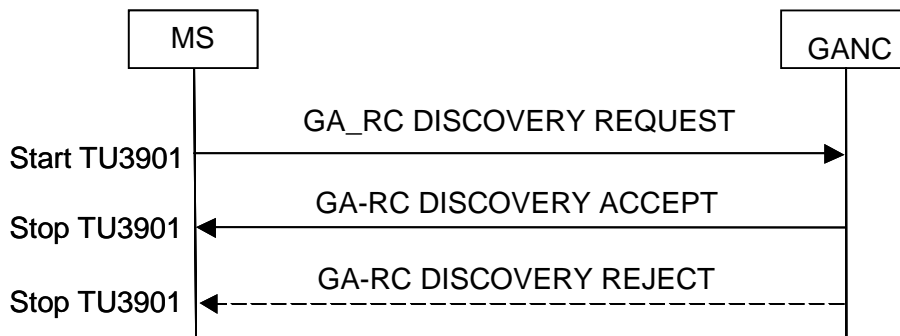 MS
GANC
GA_RC DISCOVERY REQUEST
Start TU3901
GA-RC DISCOVERY ACCEPT
Stop TU3901
GA-RC DISCOVERY REJECT
Stop TU3901